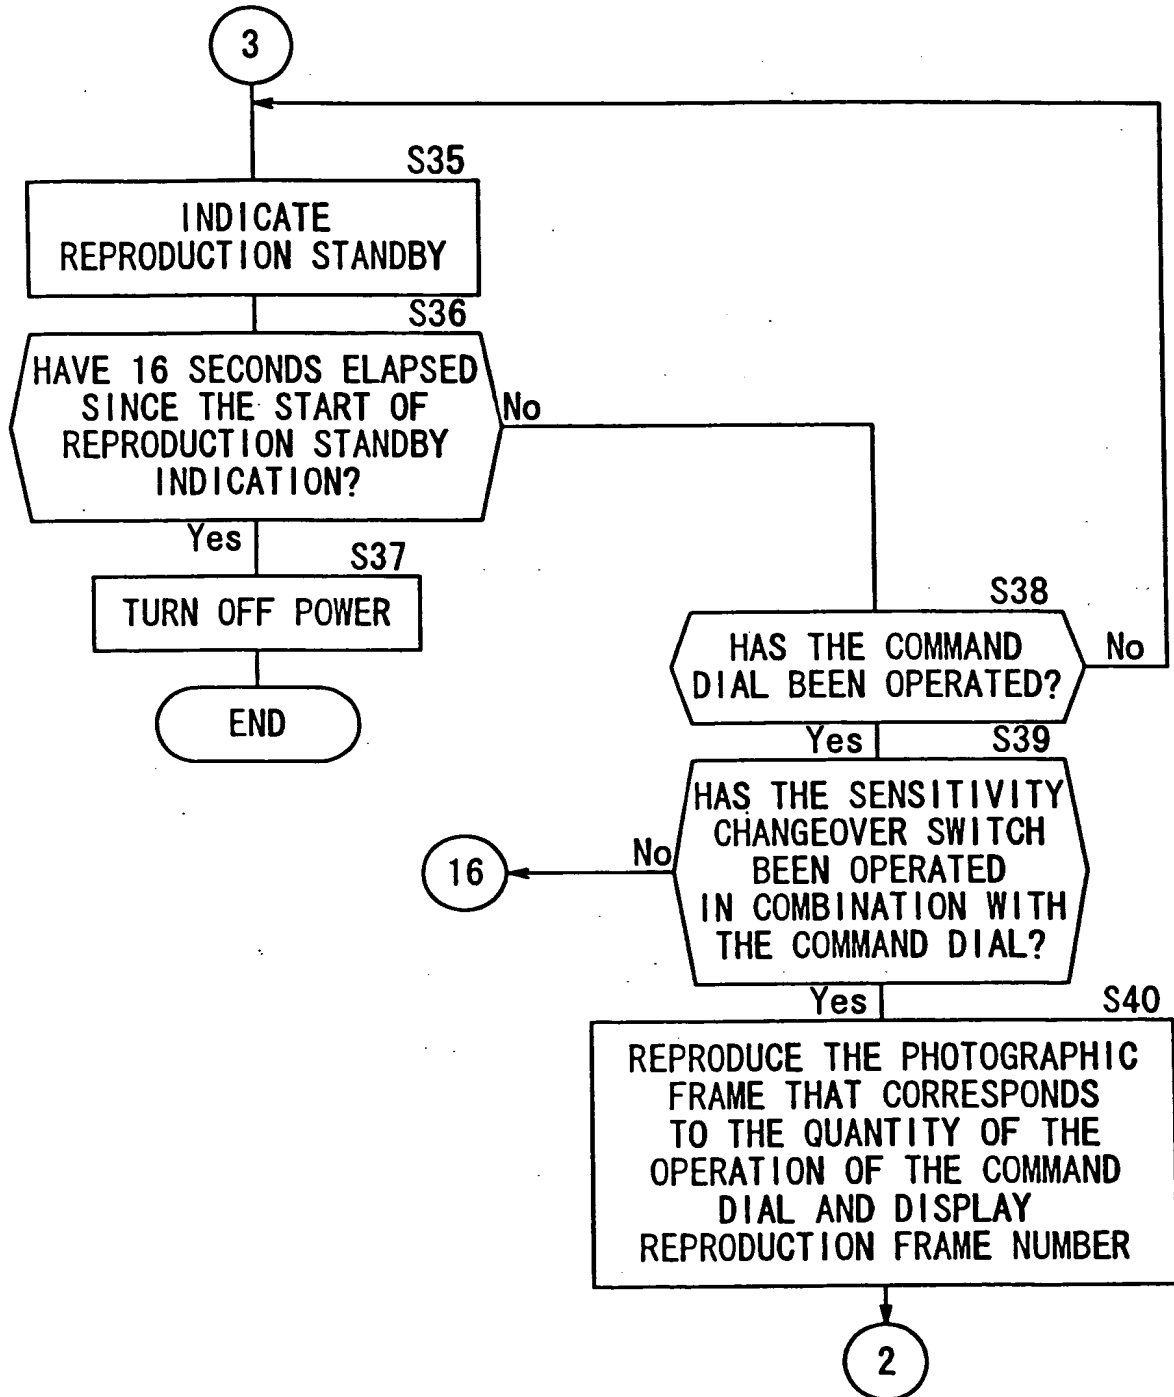 3
S35
INDICATE
REPRODUCTION STANDBY
S36
HAVE 16 SECONDS ELAPSED
SINCE THE START OF
REPRODUCTION STANDBY
INDICATION?
No
Yes
S37
TURN OFF POWER
END
S38
HAS THE COMMAND
DIAL BEEN OPERATED?
No
Yes
S39
HAS THE SENSITIVITY
CHANGEOVER SWITCH
BEEN OPERATED
IN COMBINATION WITH
THE COMMAND DIAL?
No
16
Yes
S40
REPRODUCE THE PHOTOGRAPHIC
FRAME THAT CORRESPONDS
TO THE QUANTITY OF THE
OPERATION OF THE COMMAND
DIAL AND DISPLAY
REPRODUCTION FRAME NUMBER
2